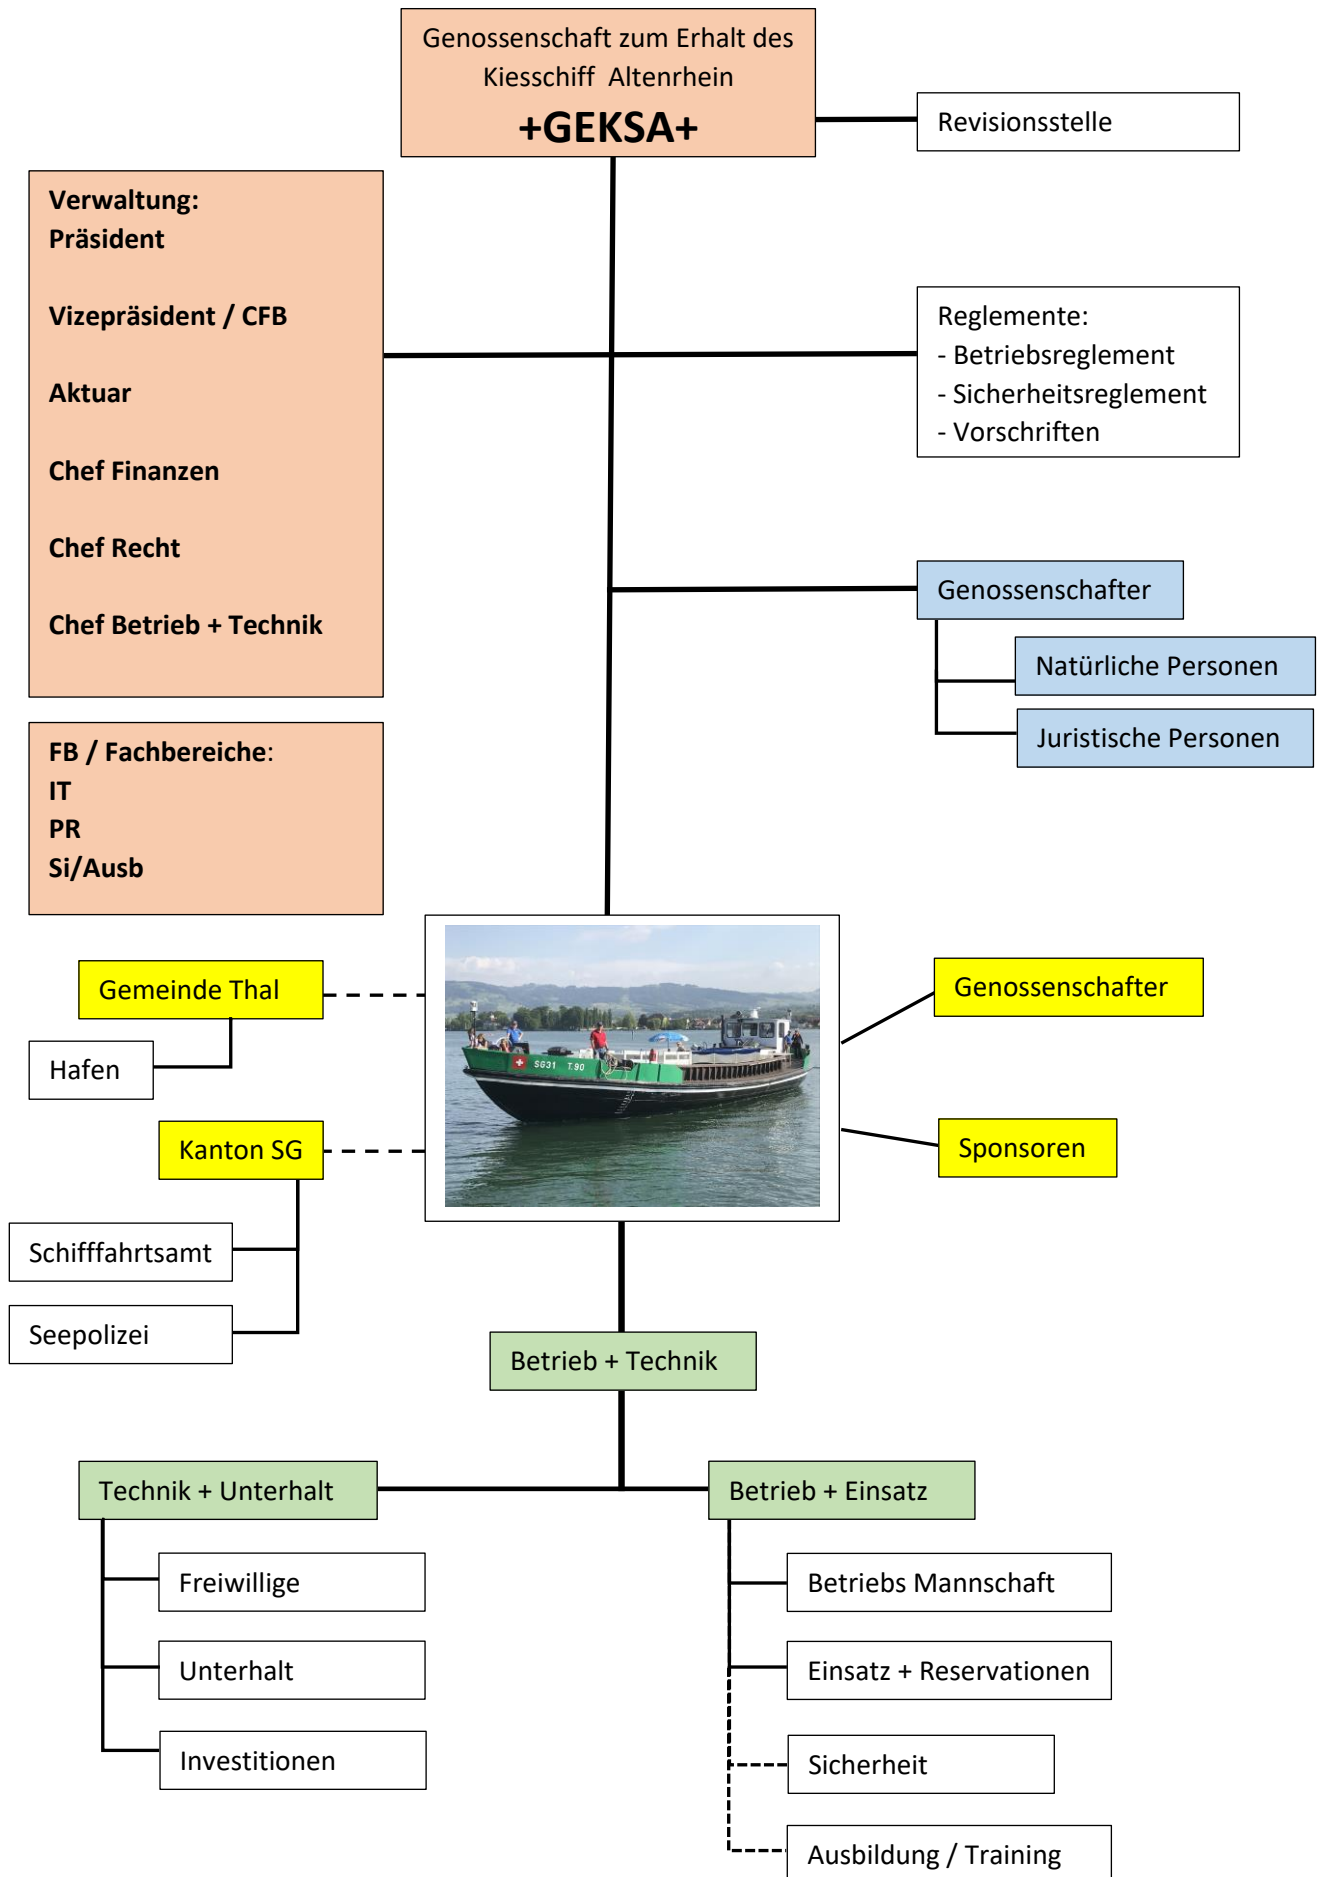 Genossenschaft zum Erhalt des
Kiesschiff Altenrhein
+GEKSA+
Revisionsstelle
Verwaltung:
Präsident
Vizepräsident / CFB
Aktuar
Chef Finanzen
Chef Recht
Chef Betrieb + Technik
Reglemente:
- Betriebsreglement
- Sicherheitsreglement
- Vorschriften
Genossenschafter
Natürliche Personen
Juristische Personen
FB / Fachbereiche:
IT
PR
Si/Ausb
Gemeinde Thal
Hafen
Kanton SG
Schifffahrtsamt
Seepolizei
SG31 T.90
Genossenschafter
Sponsoren
Betrieb + Technik
Technik + Unterhalt
Freiwillige
Unterhalt
Investitionen
Betrieb + Einsatz
Betriebs Mannschaft
Einsatz + Reservationen
Sicherheit
Ausbildung / Training